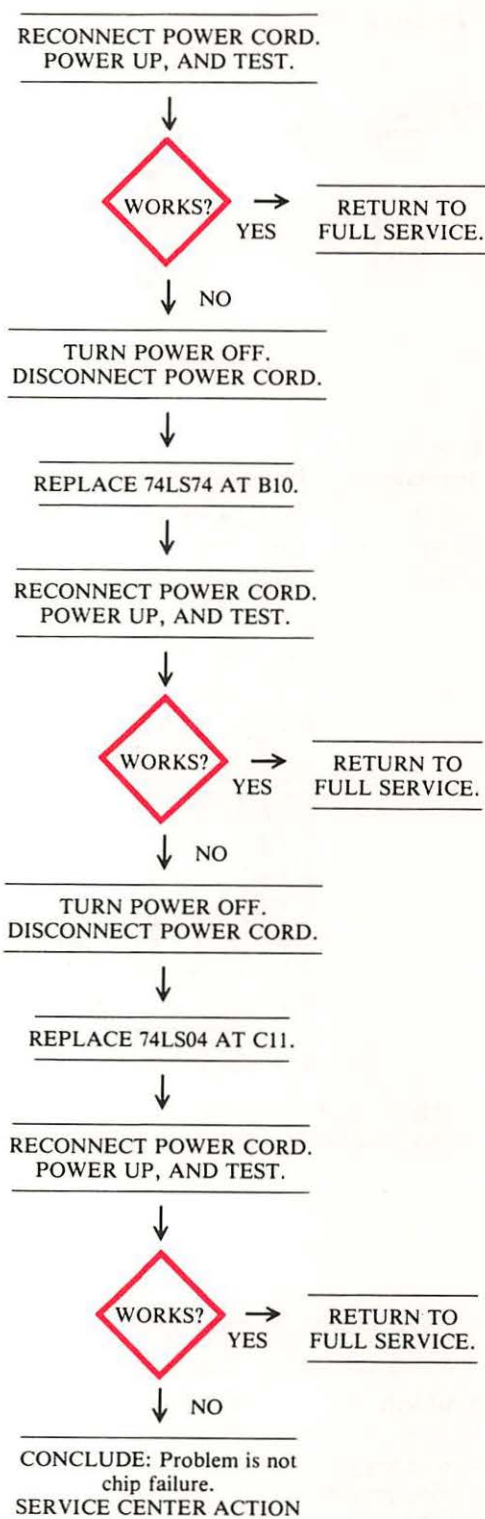 RECONNECT POWER CORD.
POWER UP, AND TEST.
WORKS?
YES
RETURN TO
FULL SERVICE.
NO
TURN POWER OFF.
DISCONNECT POWER CORD.
REPLACE 74LS74 AT B10.
RECONNECT POWER CORD.
POWER UP, AND TEST.
WORKS?
YES
RETURN TO
FULL SERVICE.
NO
TURN POWER OFF.
DISCONNECT POWER CORD.
REPLACE 74LS04 AT C11.
RECONNECT POWER CORD.
POWER UP, AND TEST.
WORKS?
YES
RETURN TO
FULL SERVICE.
NO
CONCLUDE: Problem is not
chip failure.
SERVICE CENTER ACTION